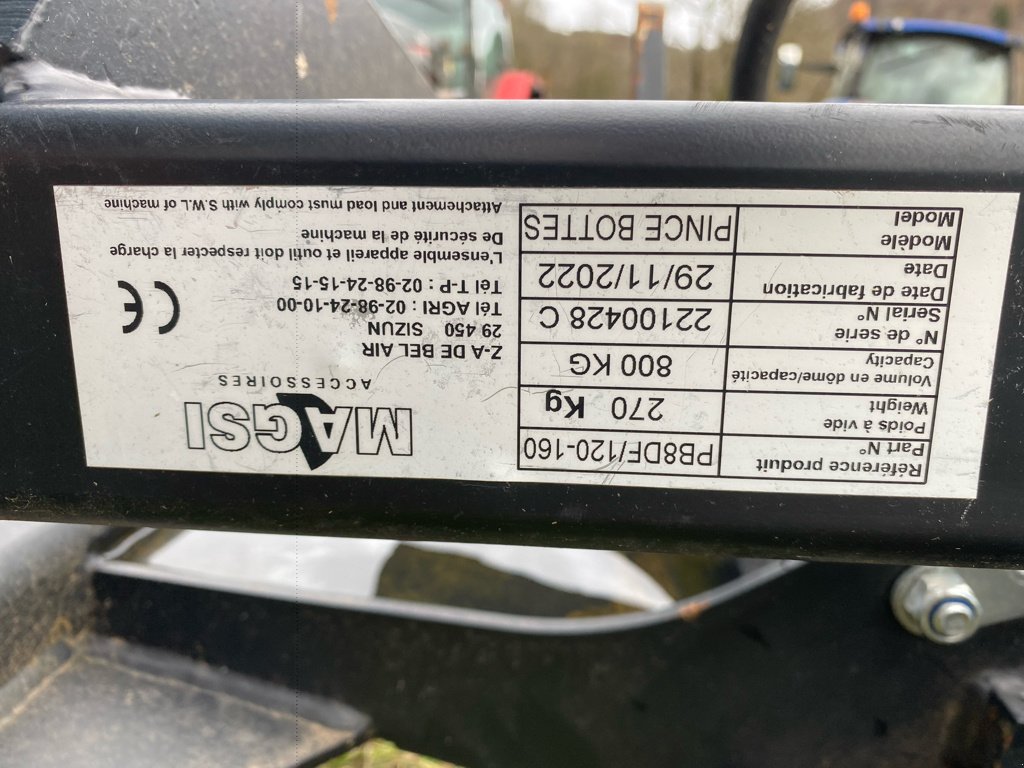 Référence produit
Part N°
PB8DF/120-160
Poids à vide
Weight
270 Kg
Volume en dôme/capacité
Capacity
800 KG
N° de serie
Serial N°
22100428 C
Date de fabrication
Date
29/11/2022
Modèle
Model
PINCE BOTTES
MAGSI
ACCESSOIRES
Z-A DE BEL AIR
29 450 SIZUN
Tél AGRI : 02-98-24-10-00
Tél T-P : 02-98-24-15-15
CE
L'ensemble appareil et outil doit respecter la charge
De sécurité de la machine
Attachement and load must comply with S.W.L of machine